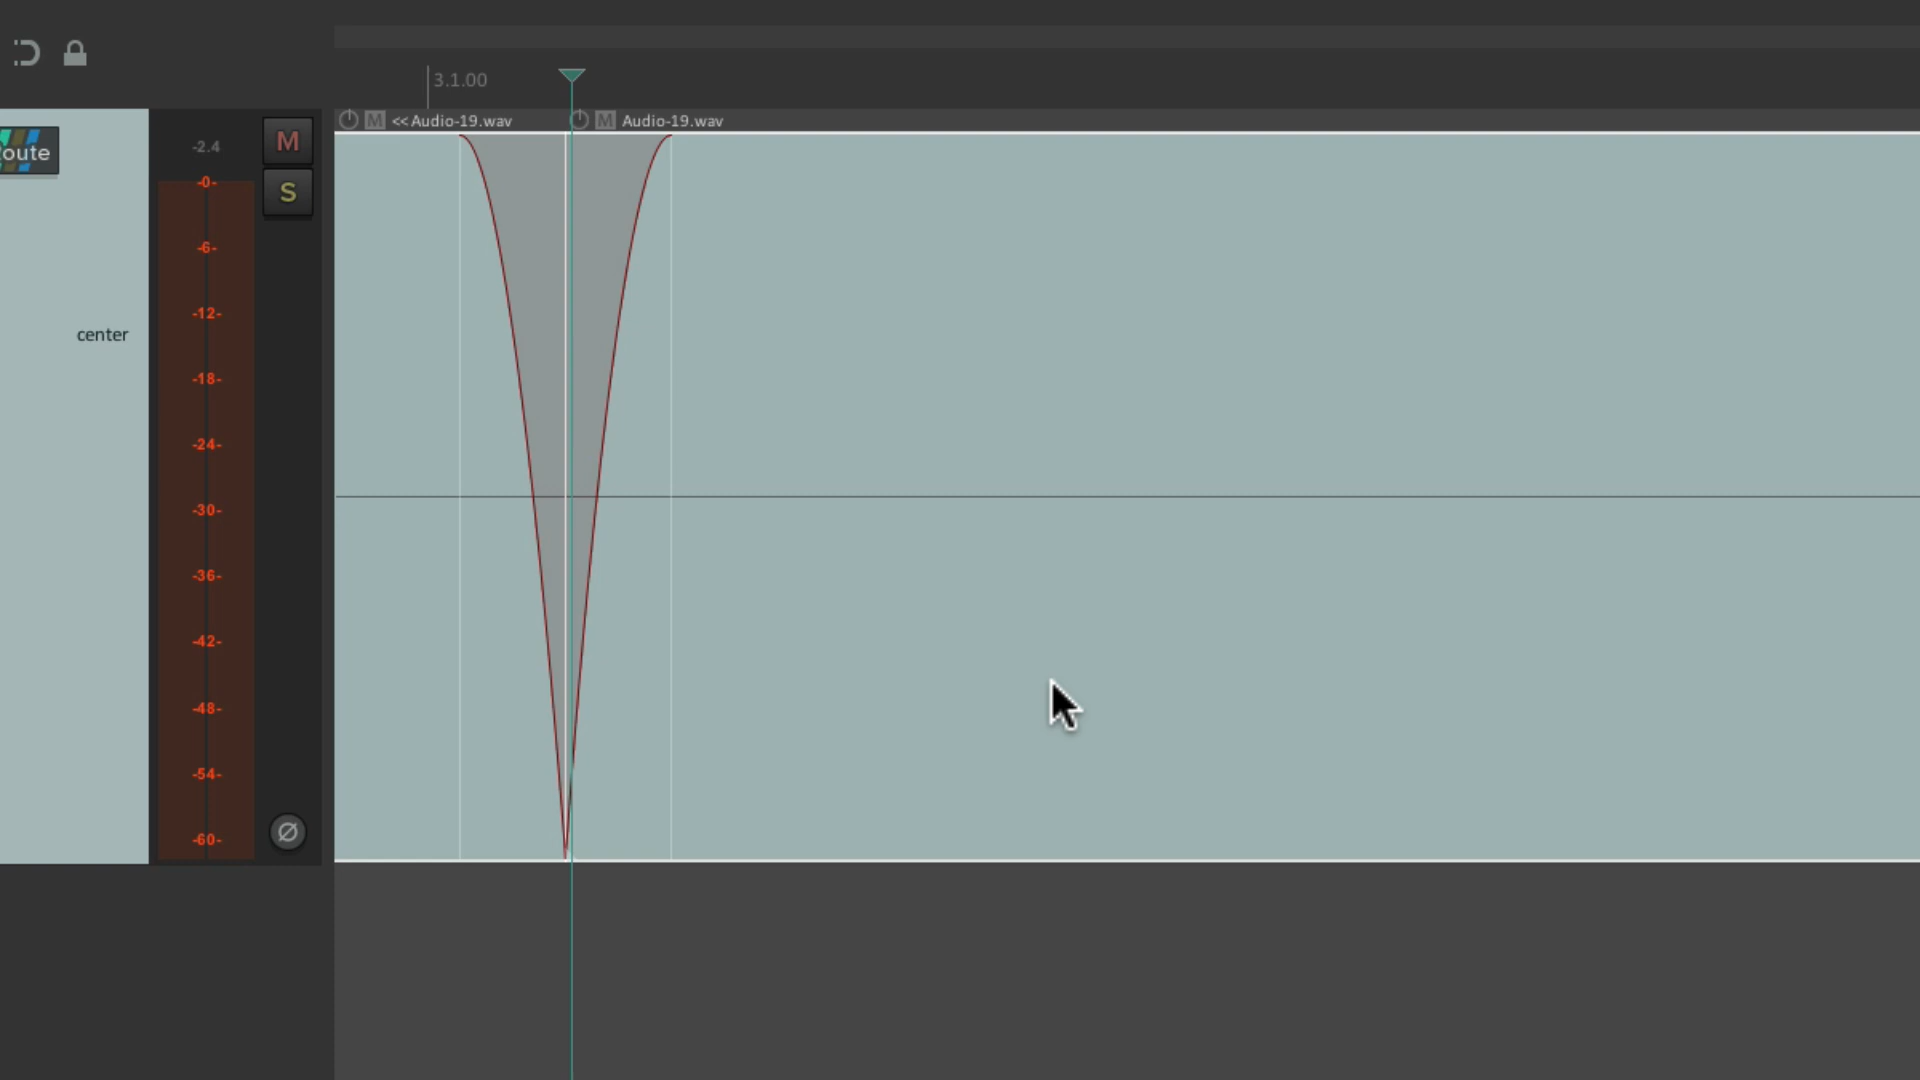 3.1.00
M << Audio-19.wav M Audio-19.wav
oute
-2.4
M
-0-
S
-6-
-12-
center
-18-
-24-
-30-
-36-
-42-
-48-
-54-
-60-